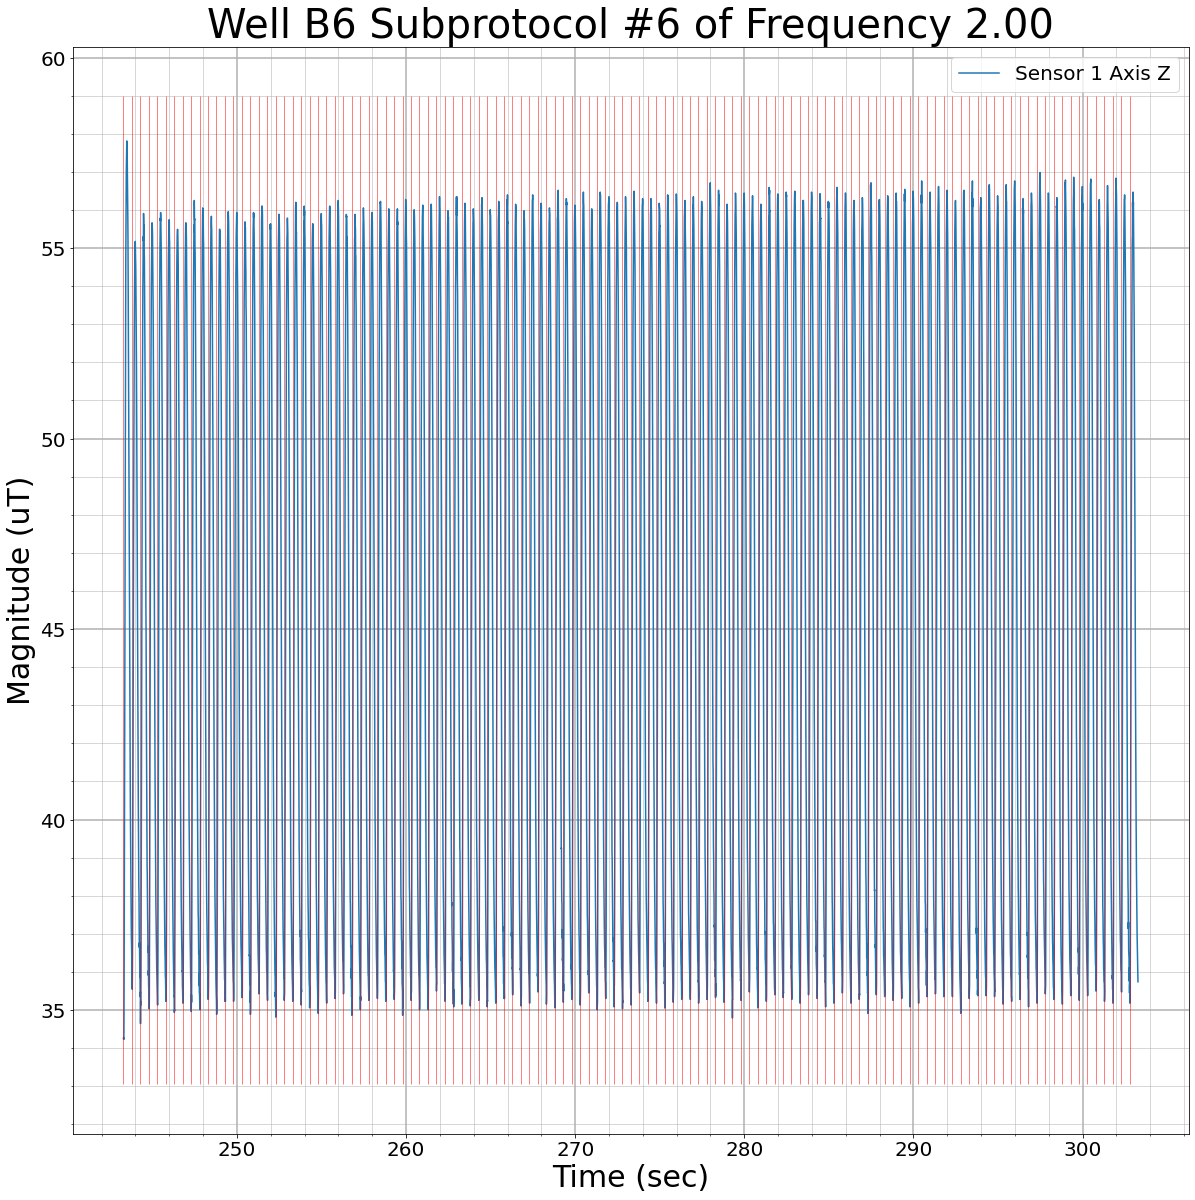 Well B6 Subprotocol #6 of Frequency 2.00
Sensor 1 Axis Z
60
55
50
45
40
35
Magnitude (uT)
250 260 270 280 290 300
Time (sec)